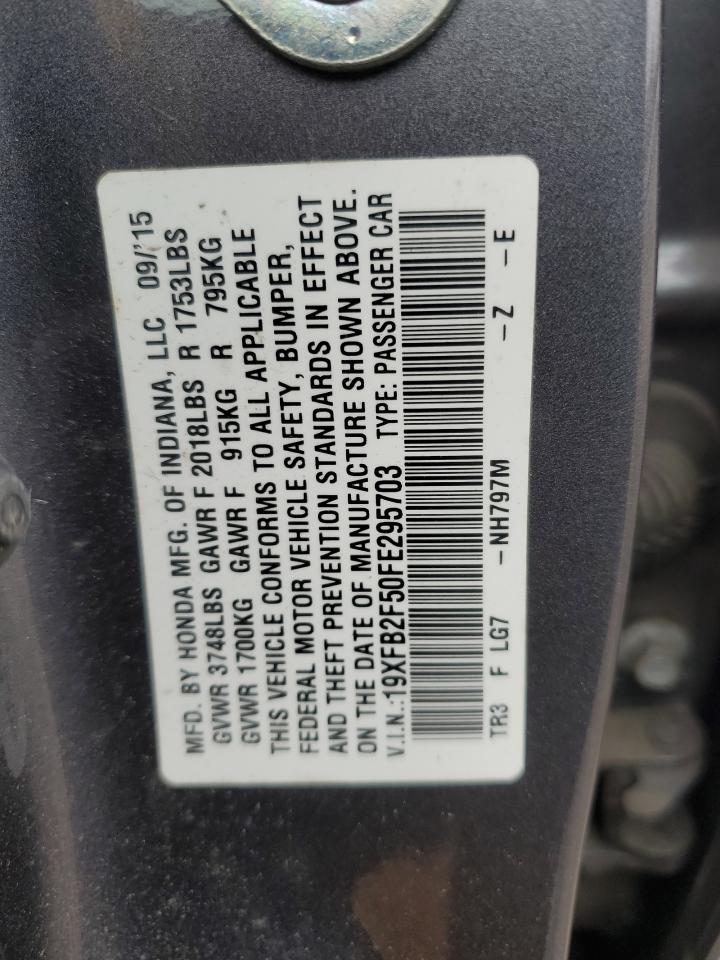 MFD. BY HONDA MFG. OF INDIANA, LLC 09/'15
GVWR 3748LBS GAWR F 2018LBS R 1753LBS
GVWR 1700KG GAWR F 915KG R 795KG
THIS VEHICLE CONFORMS TO ALL APPLICABLE
FEDERAL MOTOR VEHICLE SAFETY, BUMPER,
AND THEFT PREVENTION STANDARDS IN EFFECT
ON THE DATE OF MANUFACTURE SHOWN ABOVE.
V.I.N.:19XFB2F50FE295703 TYPE: PASSENGER CAR
TR3 F LG7 -NH797M -Z -E